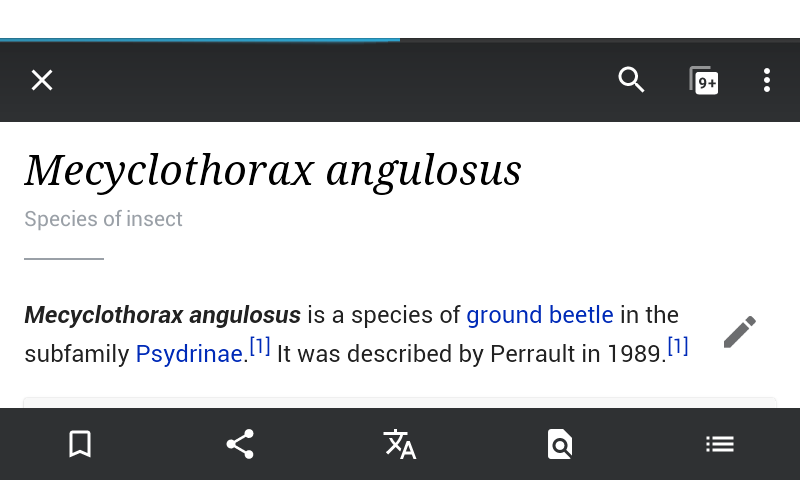 9+
Mecyclothorax angulosus
Species of insect
Mecyclothorax angulosus is a species of ground beetle in the
subfamily Psydrinae.[1] It was described by Perrault in 1989.[1]